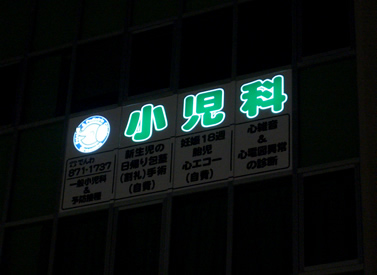 小児科
でんわ
871-1737
一般小児科
&
予防接種
新生児の
日帰り包茎
手術
(自費)
妊娠18週
胎児
心エコー
(自費)
心雑音
&
心電図異常
の診断